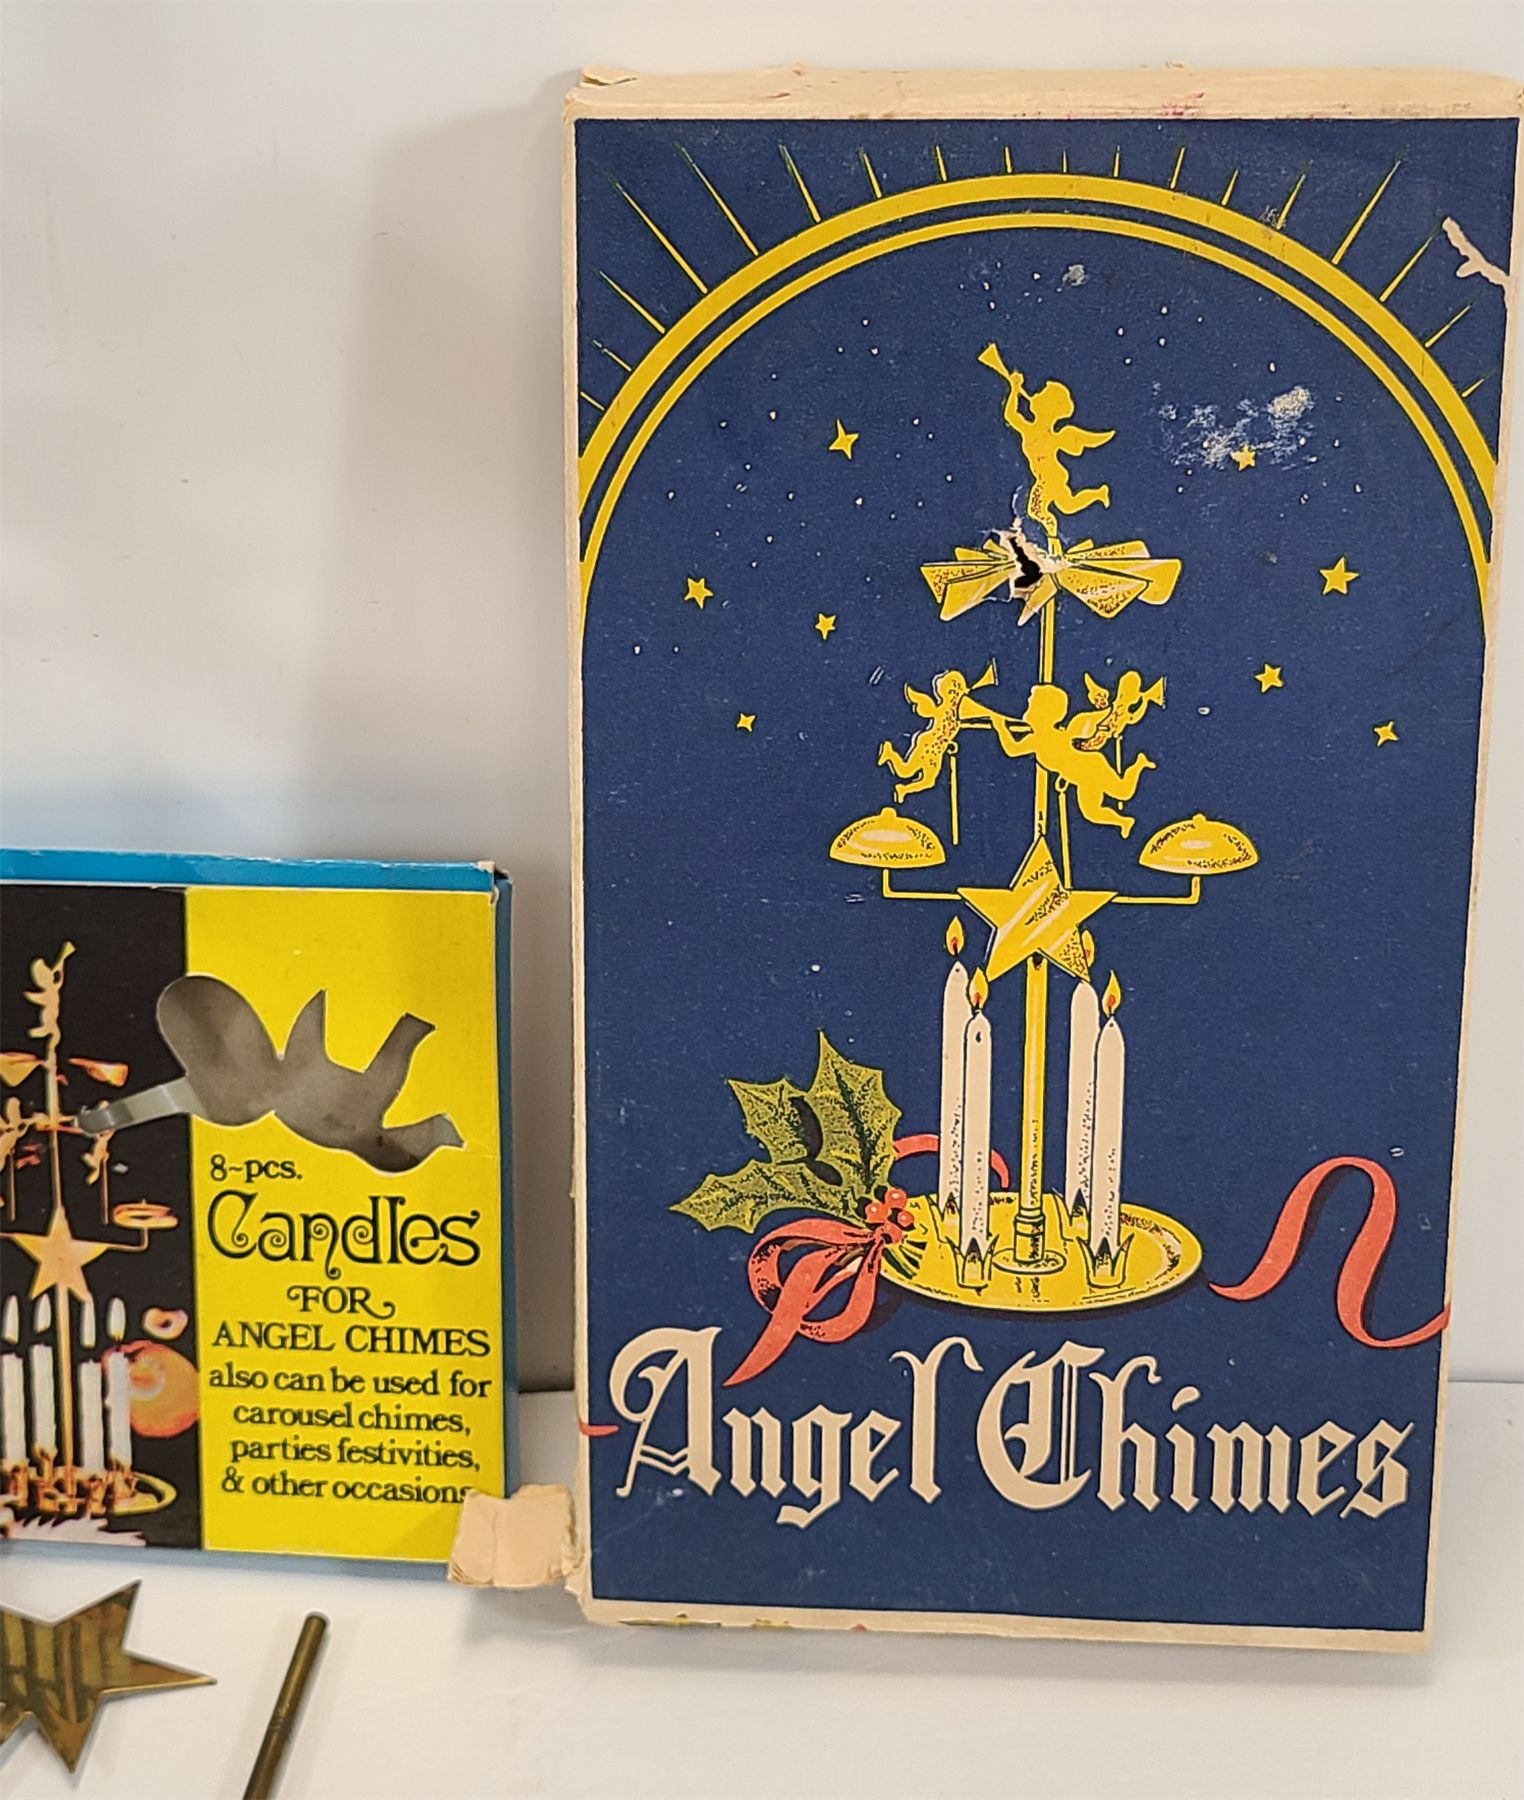 8~pcs.
Candles
FOR
ANGEL CHIMES
also can be used for
carousel chimes,
parties festivities,
& other occasions.
Angel Chimes